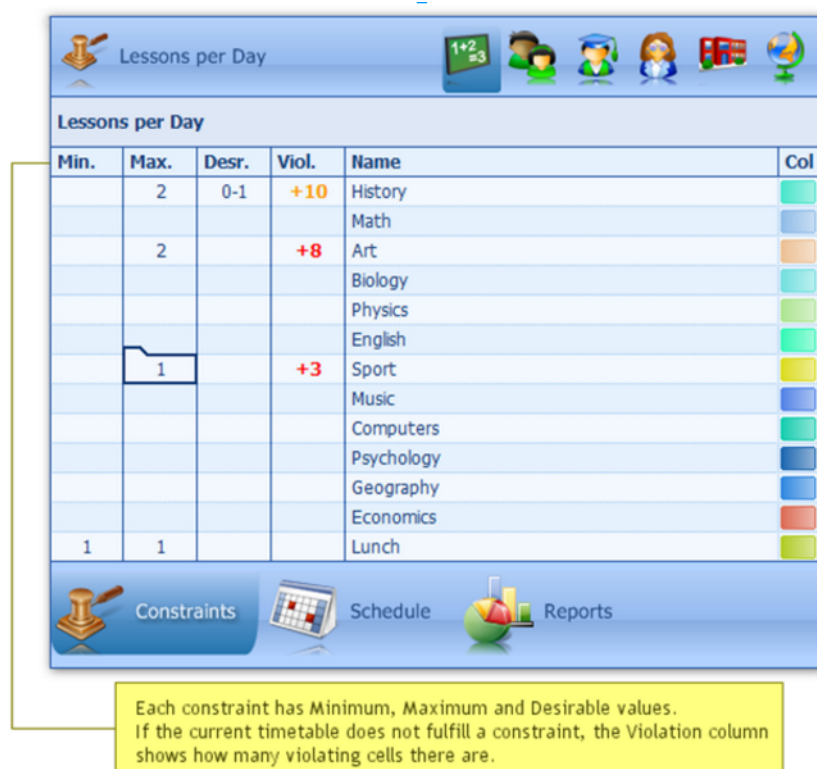 1+2
=3
Lessons per Day
Lessons per Day
Min. Max. Desr. Viol. Name Col
2 0-1 +10 History
Math
2 +8 Art
Biology
Physics
English
1 +3 Sport
Music
Computers
Psychology
Geography
Economics
1 1 Lunch
Constraints Schedule Reports
Each constraint has Minimum, Maximum and Desirable values.
If the current timetable does not fulfill a constraint, the Violation column
shows how many violating cells there are.